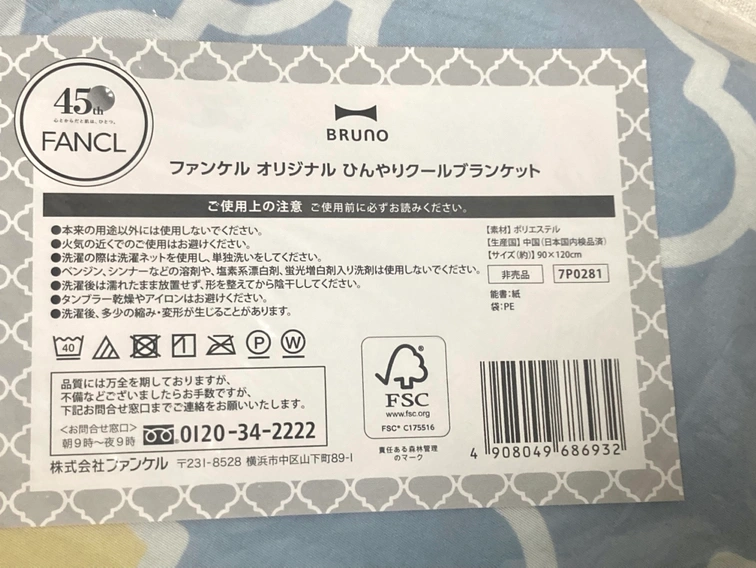 45th
心とからだと肌は、ひとつ。
FANCL
BRUNO
ファンケル オリジナル ひんやりクールブランケット
ご使用上の注意 ご使用前に必ずお読みください。
●本来の用途以外には使用しないでください。
●火気の近くでのご使用はお避けください。
●洗濯の際は洗濯ネットを使用し、単独洗いをしてください。
●ベンジン、シンナーなどの溶剤や、塩素系漂白剤、蛍光増白剤入り洗剤は使用しないでください。
●洗濯後は濡れたまま放置せず、形を整えてから陰干ししてください。
●タンブラー乾燥やアイロンはお避けください。
●洗濯後、多少の縮み・変形が生じることがあります。
【素材】ポリエステル
【生産国】中国(日本国内検品済)
【サイズ(約)】90×120cm
非売品 7P0281
能書:紙
袋:PE
40 P W
品質には万全を期しておりますが、
不備などございましたらお手数ですが、
下記お問合せ窓口までご連絡をお願いいたします。
<お問合せ窓口>
朝9時〜夜9時
0120-34-2222
株式会社ファンケル 〒231-8528 横浜市中区山下町89-1
FSC
www.fsc.org
FSC® C175516
責任ある森林管理
のマーク
4 908049 686932